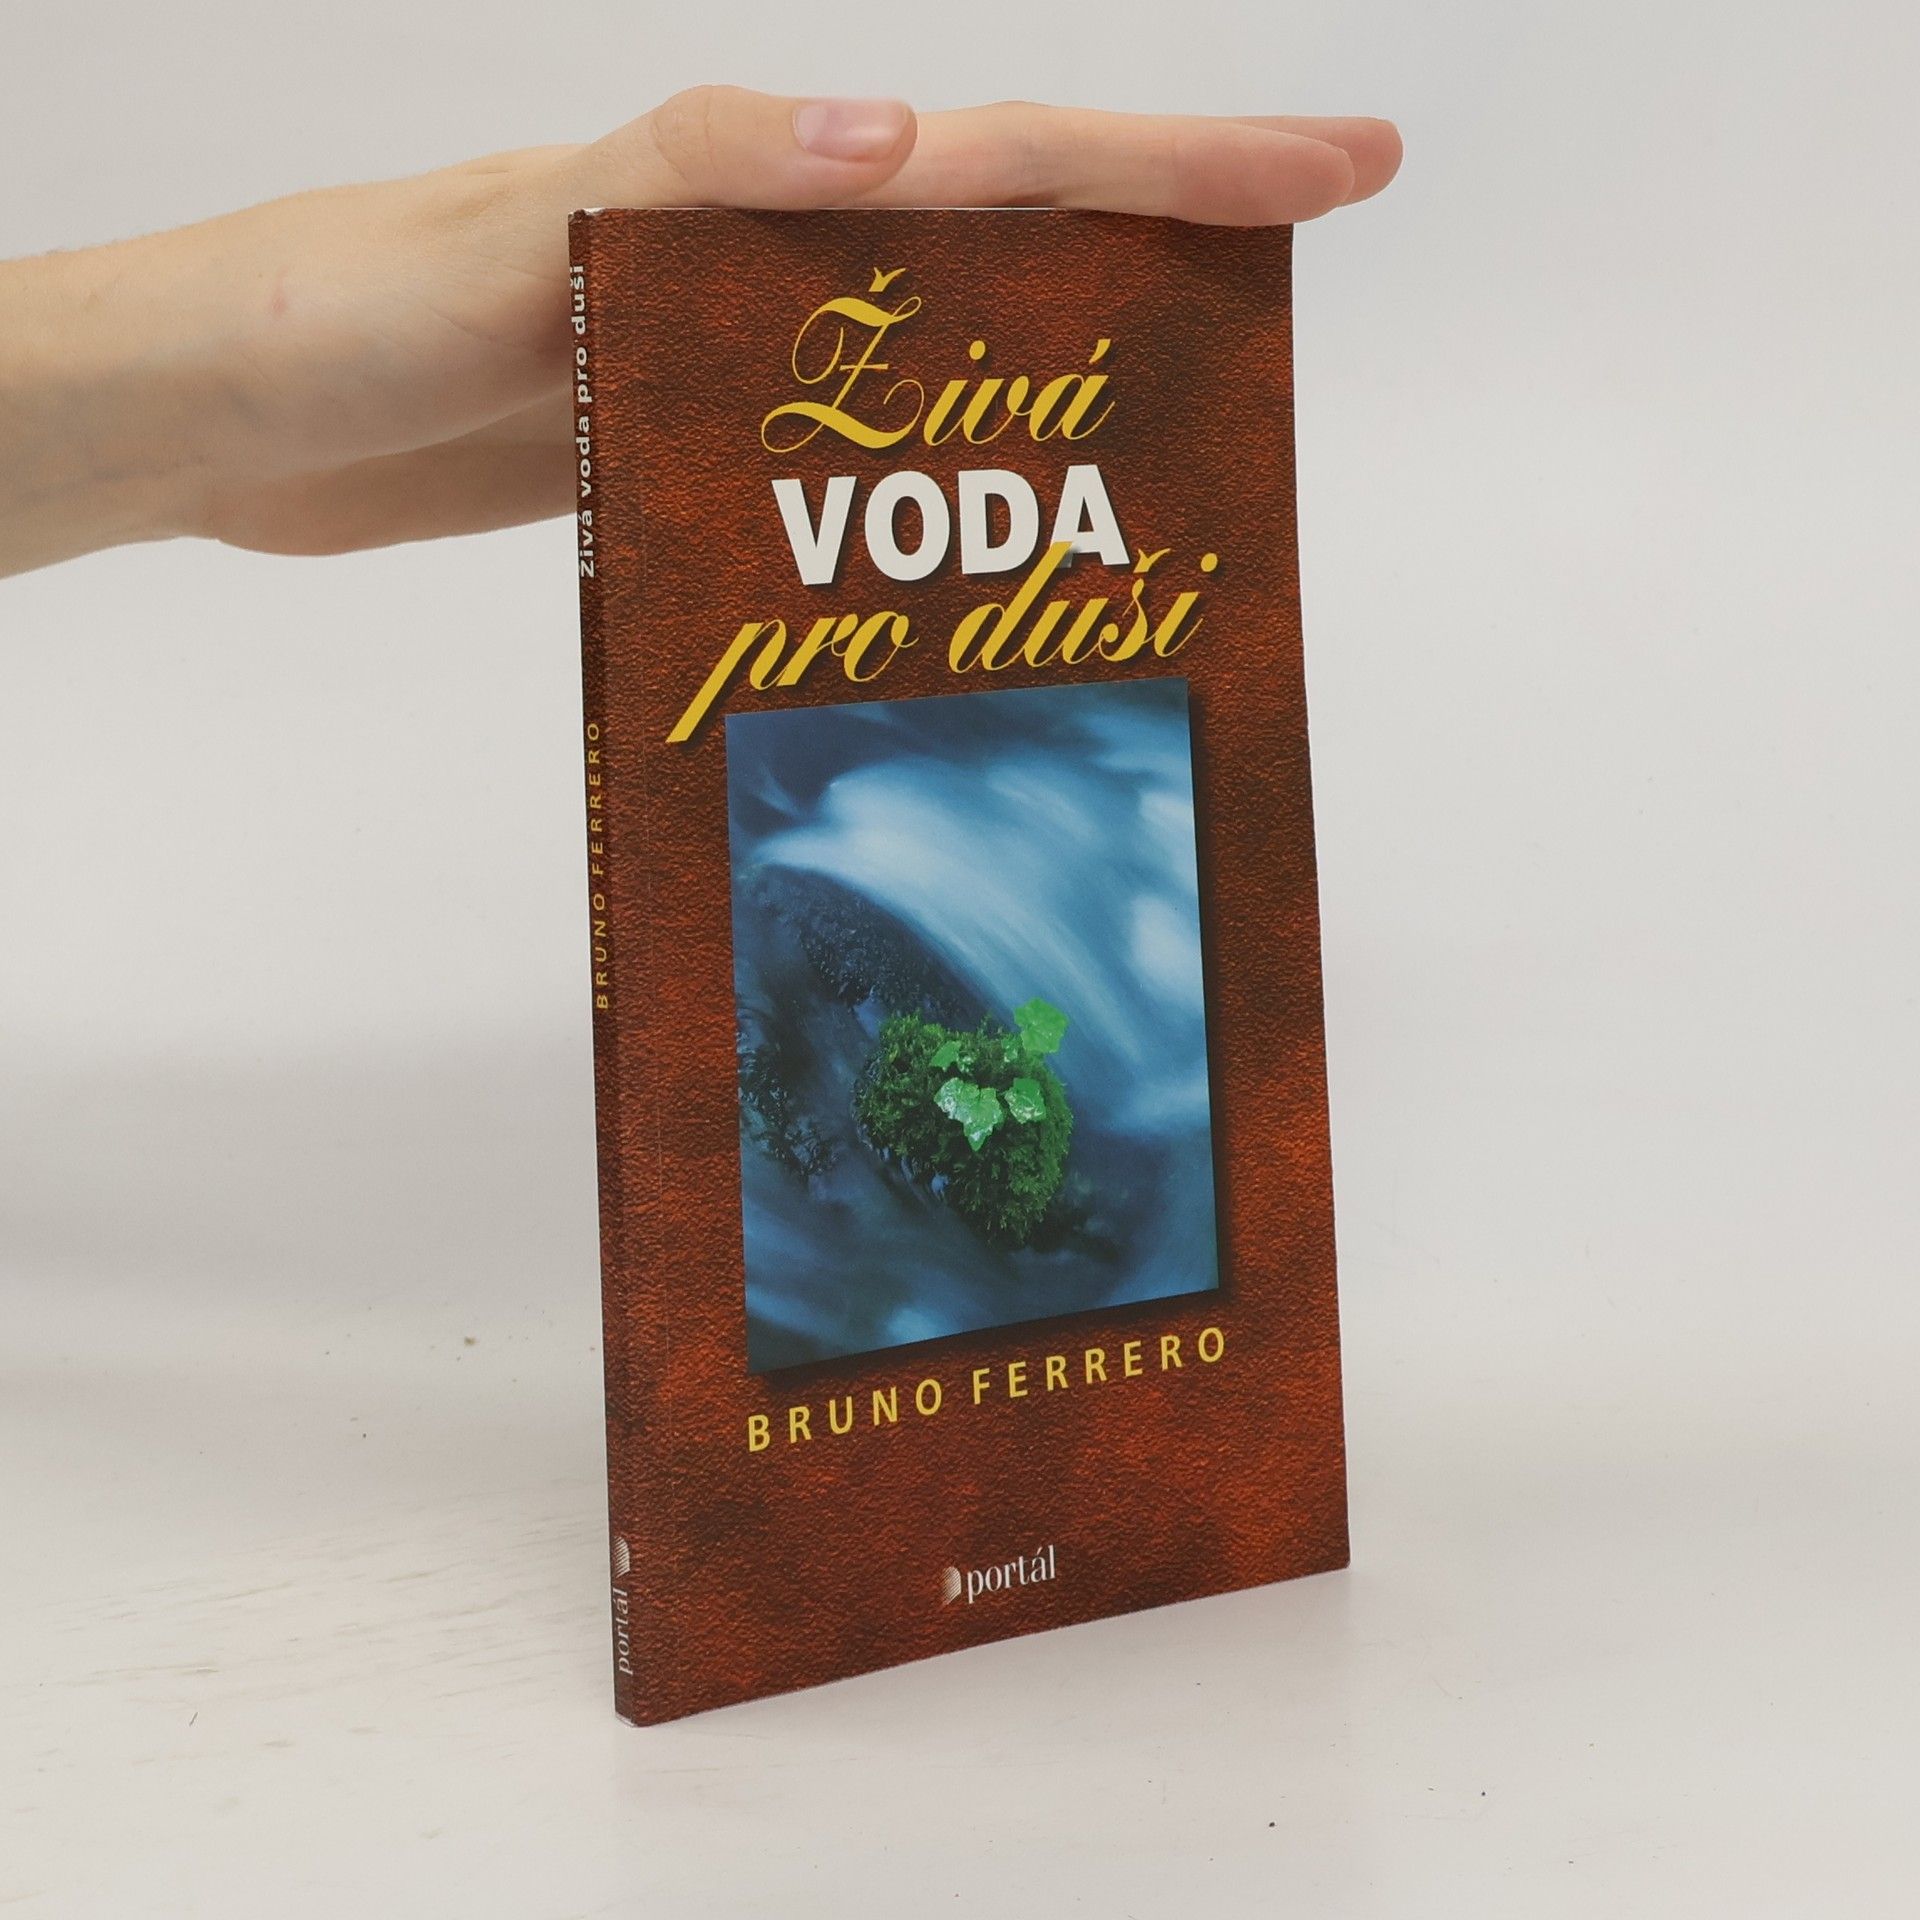 Živá
VODA
pro duši
BRUNO FERRERO
portál
Živá voda pro duši
BRUNO FERRERO
portál